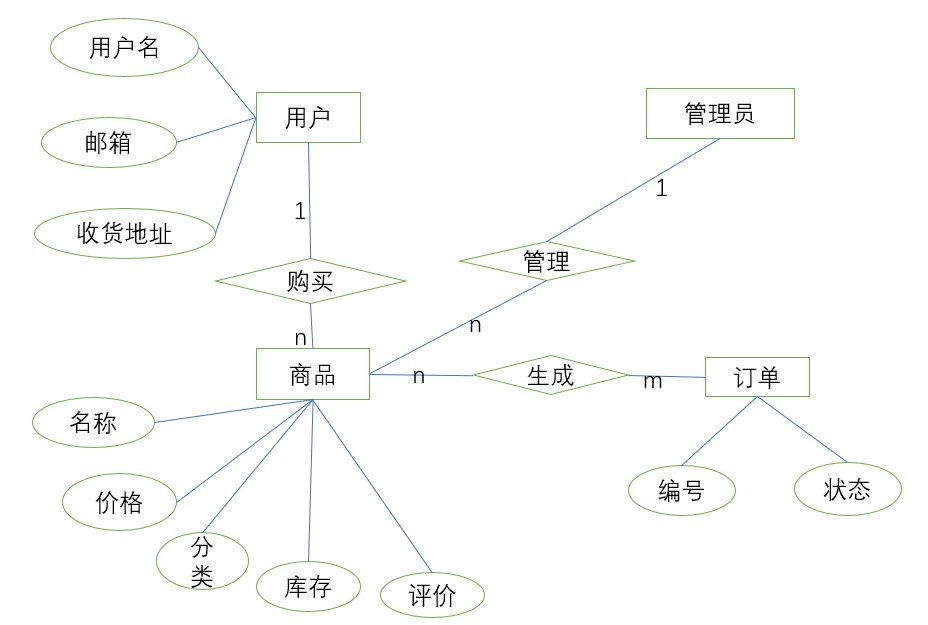 用户名
用户
管理员
邮箱
1
1
收货地址
管理
购买
n
n
商品
n
生成
m
订单
名称
价格
编号
状态
分
类
库存
评价